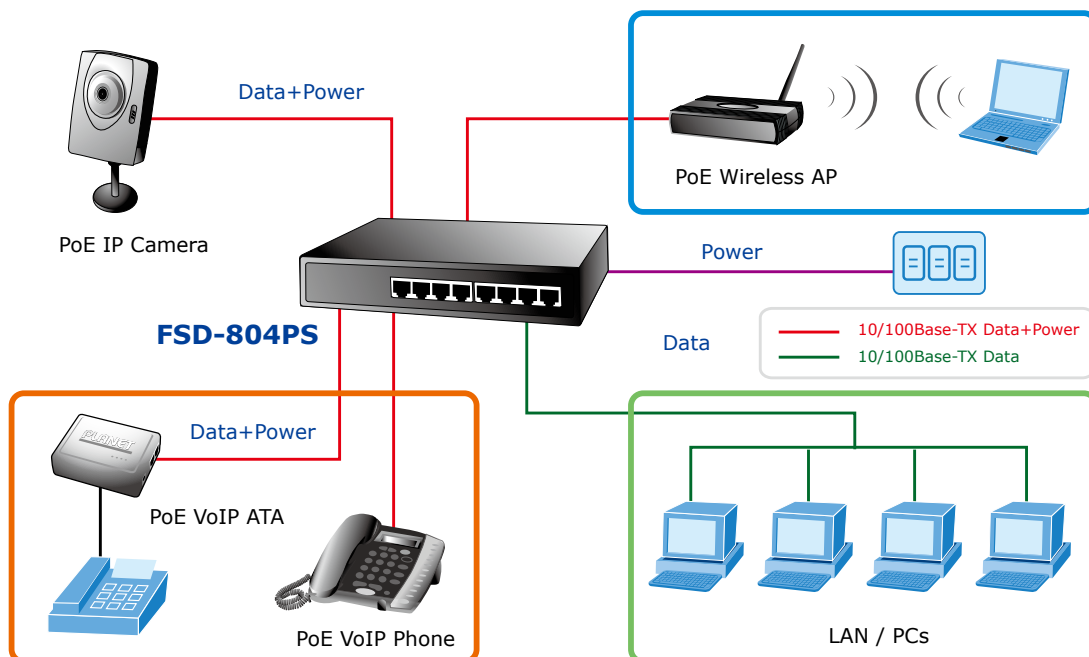 Data+Power
PoE Wireless AP
PoE IP Camera
Power
FSD-804PS
Data
10/100Base-TX Data+Power
10/100Base-TX Data
PLANET
Data+Power
PoE VoIP ATA
PoE VoIP Phone
LAN / PCs